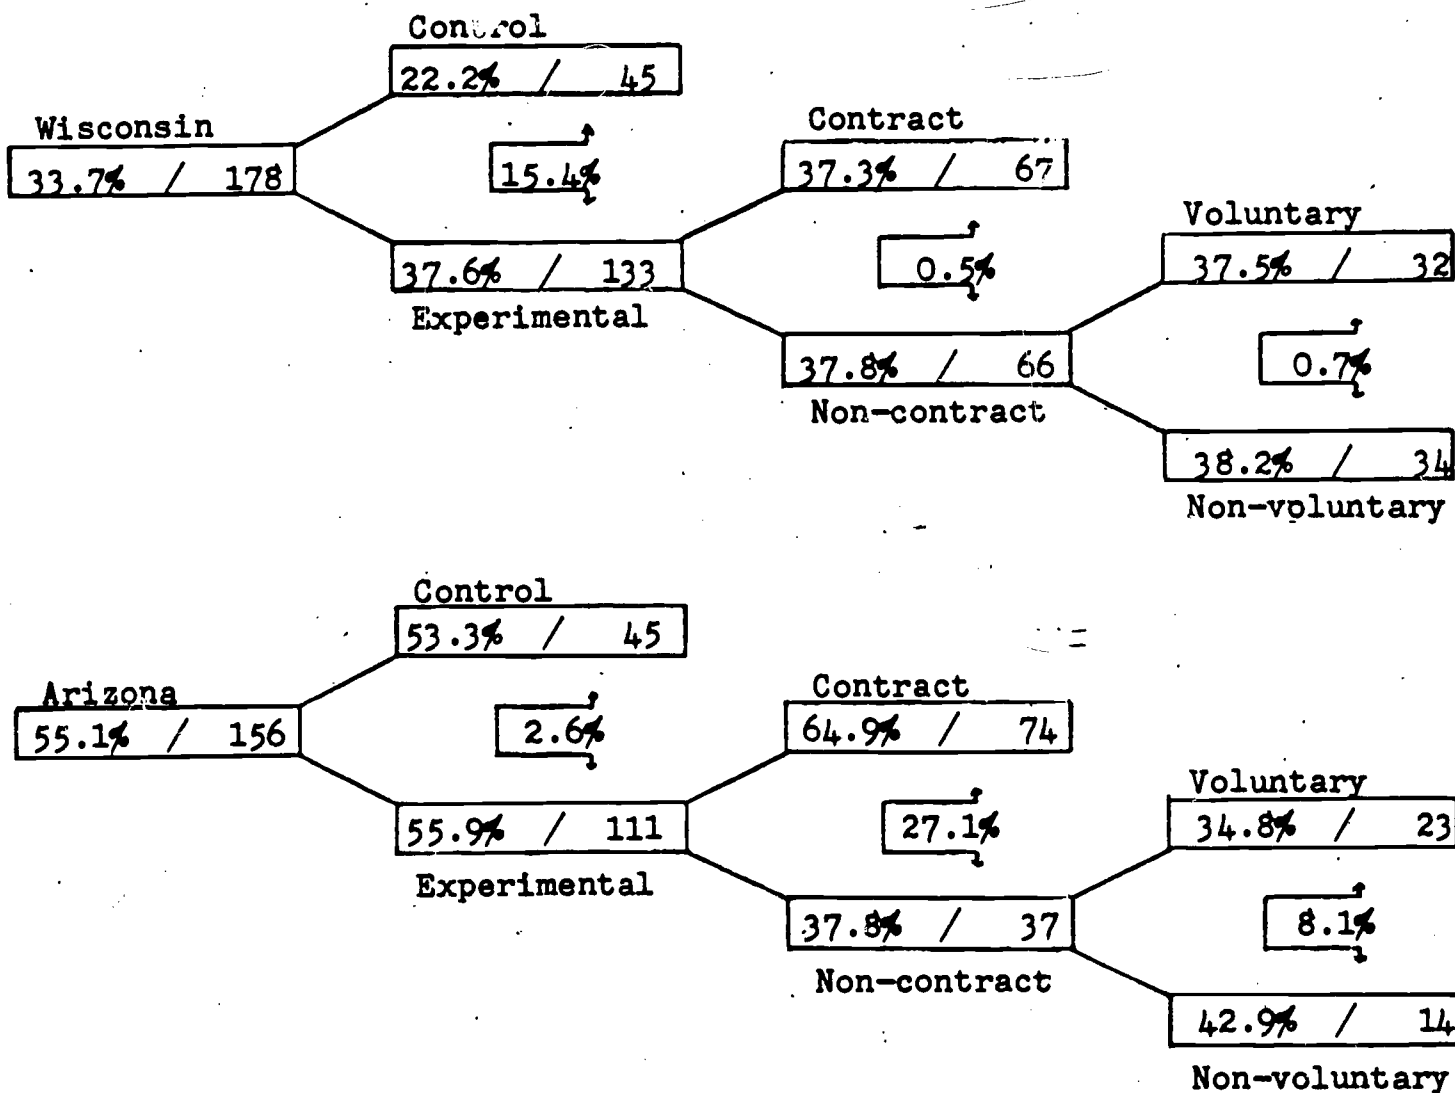 Control
22.2% / 45
Wisconsin
33.7% / 178
15.4%
Contract
37.3% / 67
37.6% / 133
Experimental
0.5%
Voluntary
37.5% / 32
37.8% / 66
Non-contract
0.7%
38.2% / 34
Non-voluntary
Control
53.3% / 45
Arizona
55.1% / 156
2.6%
Contract
64.9% / 74
55.9% / 111
Experimental
27.1%
Voluntary
34.8% / 23
37.8% / 37
Non-contract
8.1%
42.9% / 14
Non-voluntary